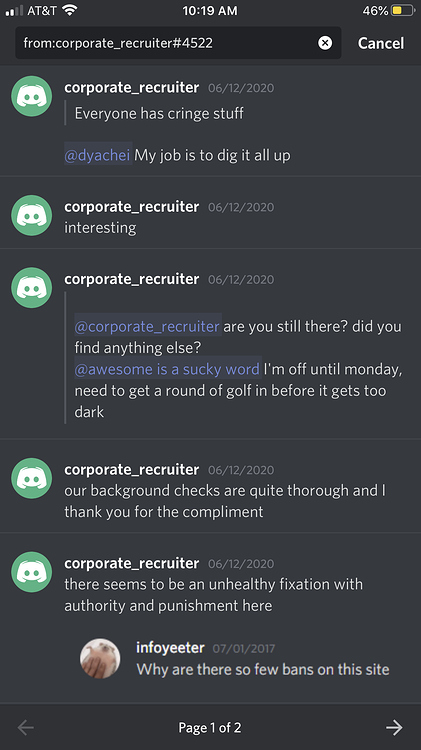 AT&T 10:19 AM 46%
from:corporate_recruiter#4522 Cancel
corporate_recruiter 06/12/2020
Everyone has cringe stuff
@dyachei My job is to dig it all up
corporate_recruiter 06/12/2020
interesting
corporate_recruiter 06/12/2020
@corporate_recruiter are you still there? did you
find anything else?
@awesome is a sucky word I'm off until monday,
need to get a round of golf in before it gets too
dark
corporate_recruiter 06/12/2020
our background checks are quite thorough and I
thank you for the compliment
corporate_recruiter 06/12/2020
there seems to be an unhealthy fixation with
authority and punishment here
infoyeeter 07/01/2017
Why are there so few bans on this site
Page 1 of 2